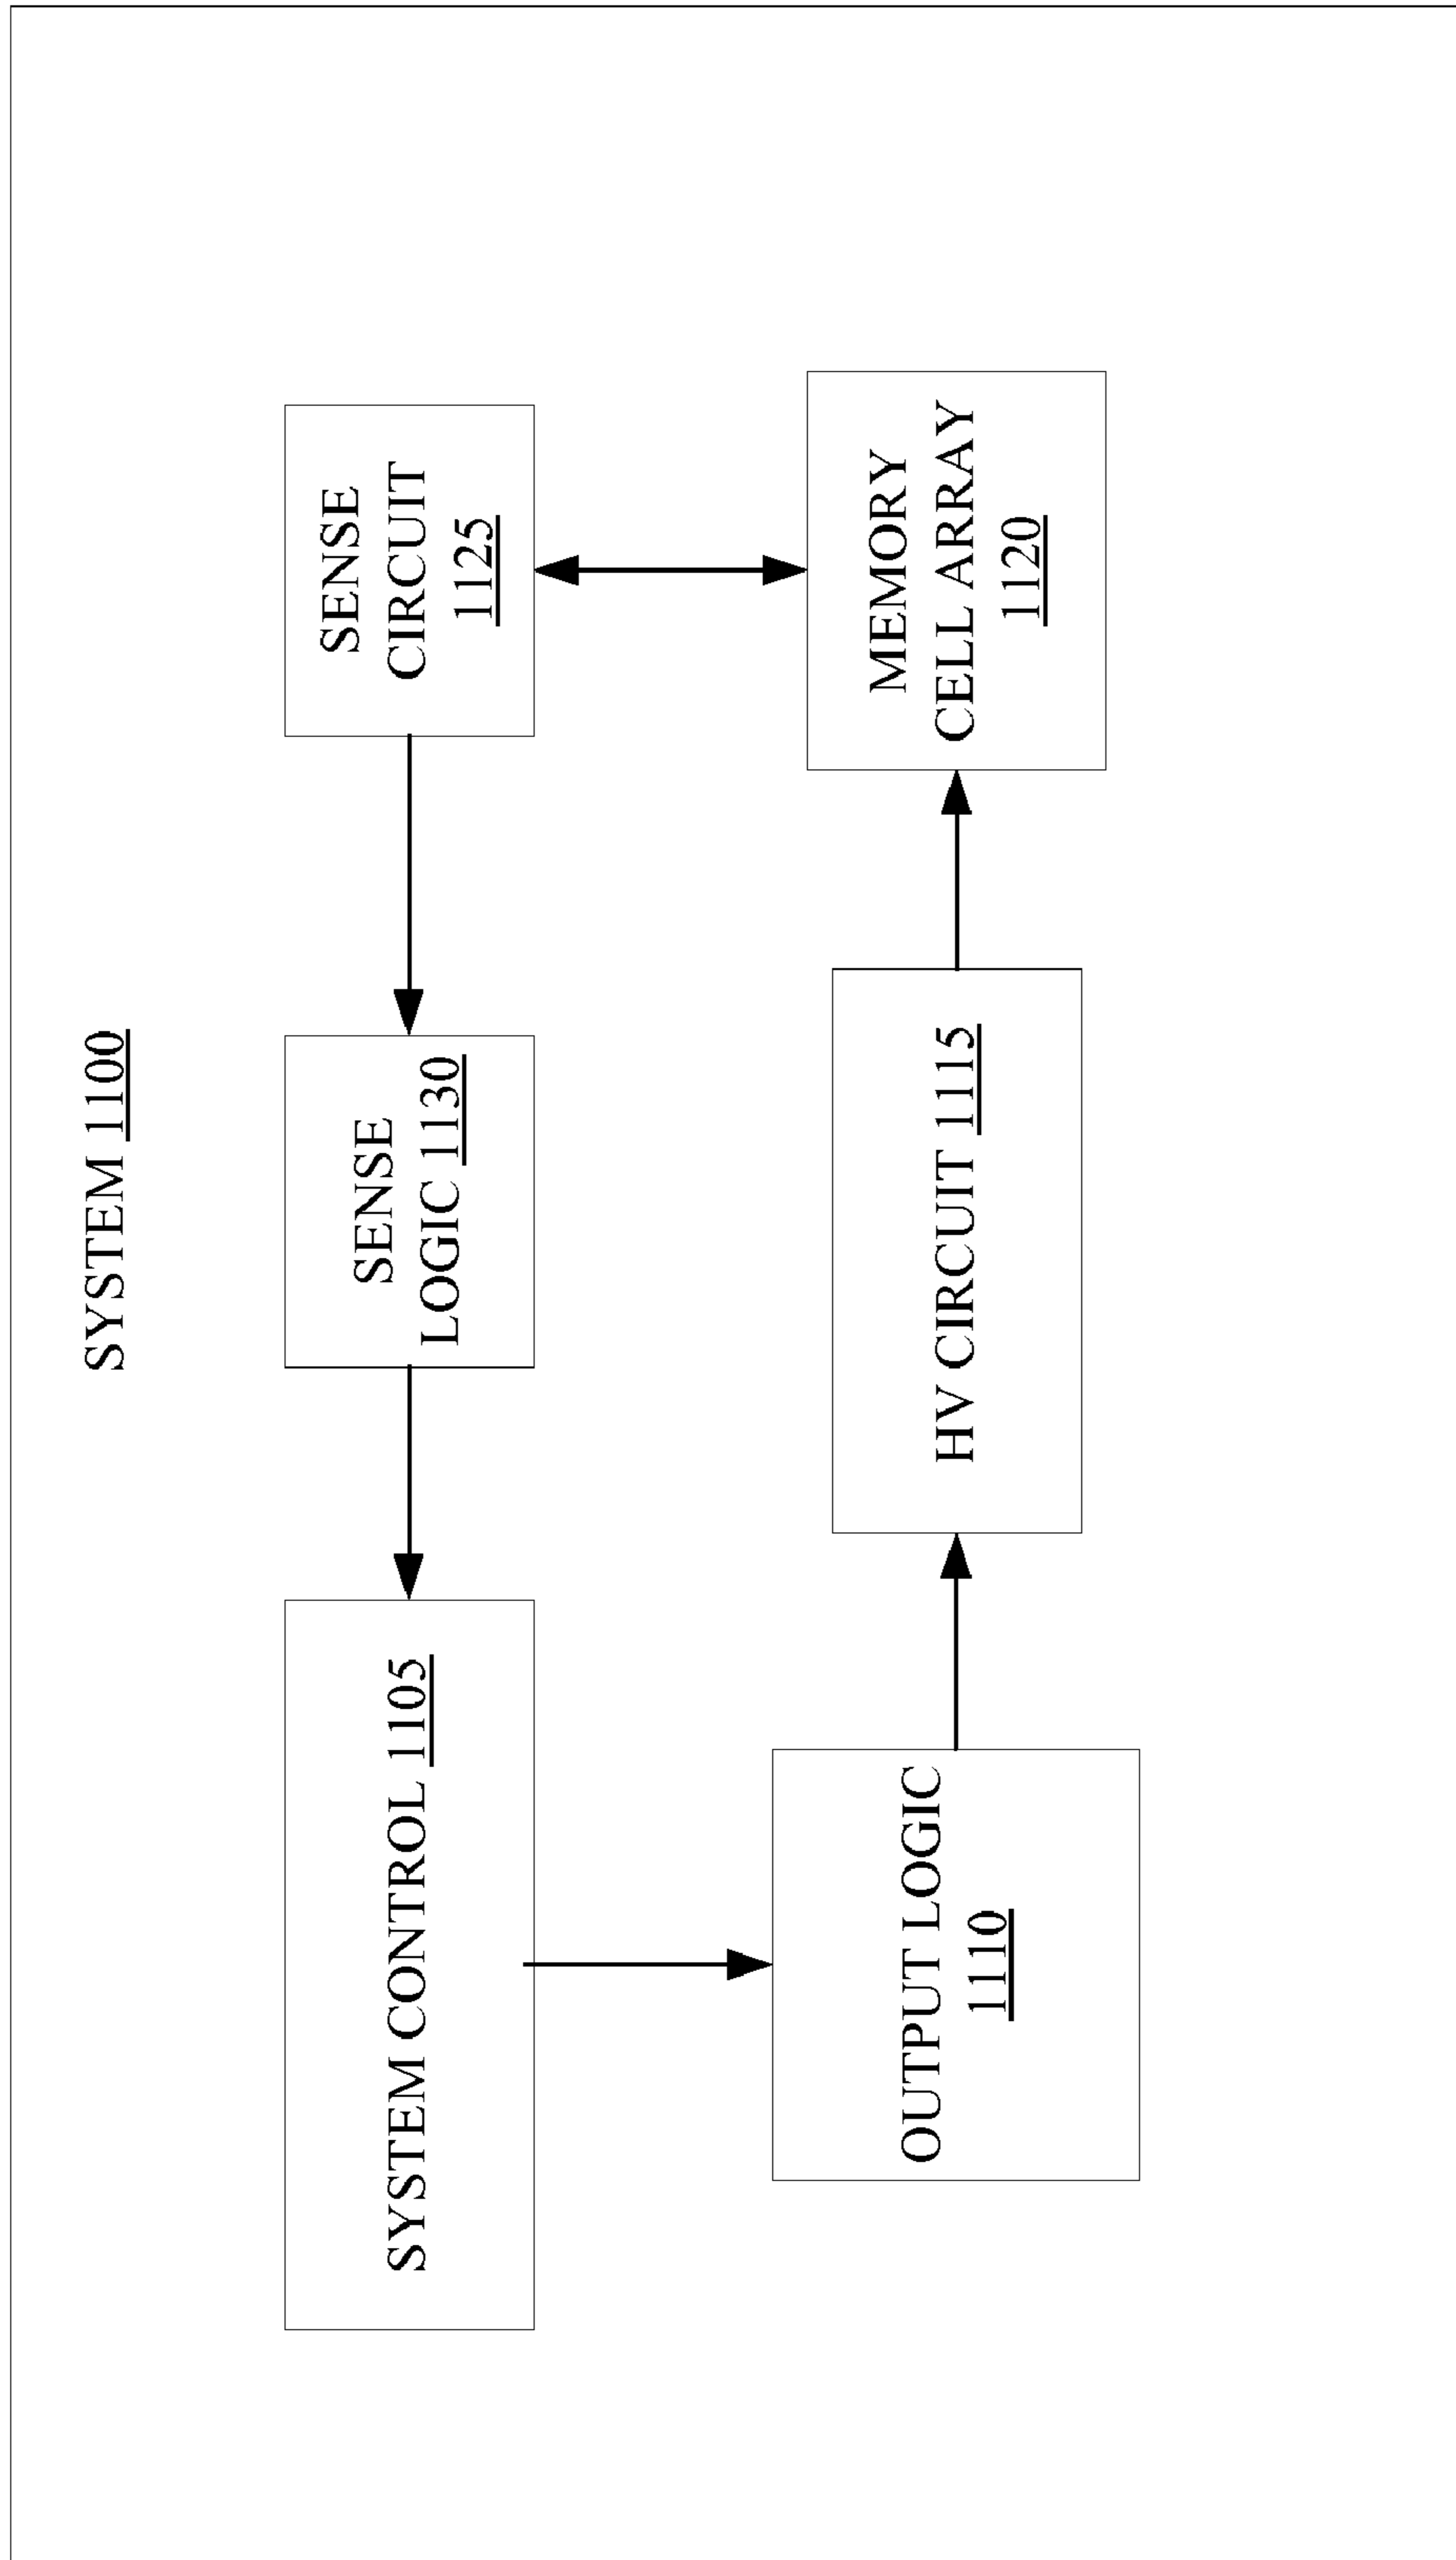 SYSTEM 1100
SYSTEM CONTROL 1105
SENSE
LOGIC 1130
SENSE
CIRCUIT
1125
OUTPUT LOGIC
1110
HV CIRCUIT 1115
MEMORY
CELL ARRAY
1120